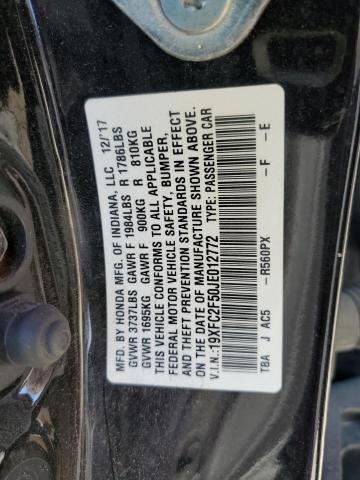 MFD. BY HONDA MFG. OF INDIANA, LLC 12/'17
GVWR 3737LBS GAWR F 1984LBS R 1786LBS
GVWR 1695KG GAWR F 900KG R 810KG
THIS VEHICLE CONFORMS TO ALL APPLICABLE
FEDERAL MOTOR VEHICLE SAFETY, BUMPER,
AND THEFT PREVENTION STANDARDS IN EFFECT
ON THE DATE OF MANUFACTURE SHOWN ABOVE.
V.I.N.:19XFC2F50JE012772 TYPE: PASSENGER CAR
TBA J AC5 -R560PX -F -E